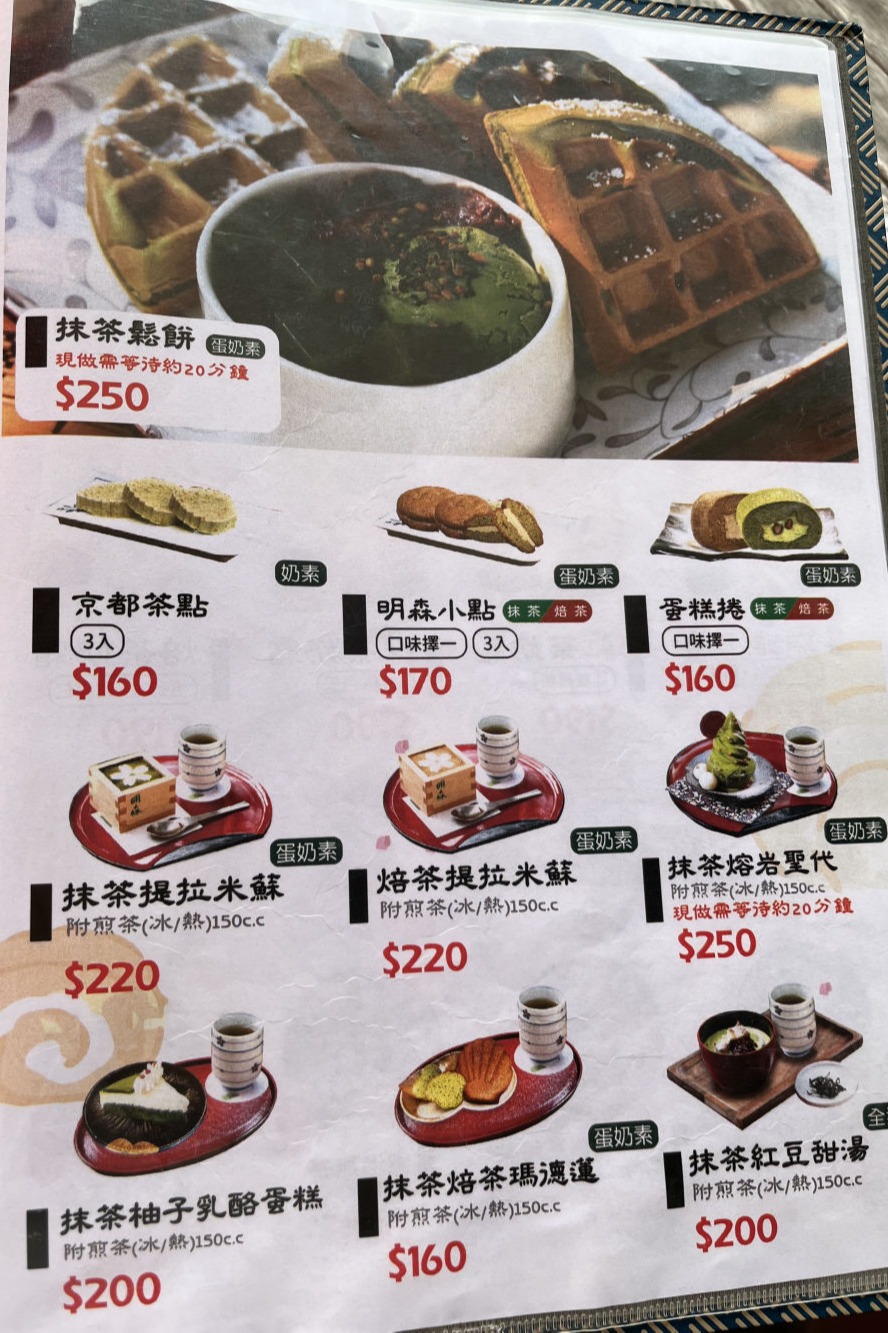 抹茶鬆餅 蛋奶素
現做需等待約20分鐘
$250
奶素
京都茶點
3入
$160
蛋奶素
明森小點 抹茶/焙茶
口味擇一 3入
$170
蛋奶素
蛋糕捲 抹茶/焙茶
口味擇一
$160
明森
蛋奶素
抹茶提拉米蘇
附煎茶(冰/熱)150c.c
$220
明森
蛋奶素
焙茶提拉米蘇
附煎茶(冰/熱)150c.c
$220
蛋奶素
抹茶熔岩聖代
附煎茶(冰/熱)150c.c
現做需等待約20分鐘
$250
抹茶柚子乳酪蛋糕
附煎茶(冰/熱)150c.c
$200
蛋奶素
抹茶焙茶瑪德蓮
附煎茶(冰/熱)150c.c
$160
全
抹茶紅豆甜湯
附煎茶(冰/熱)150c.c
$200